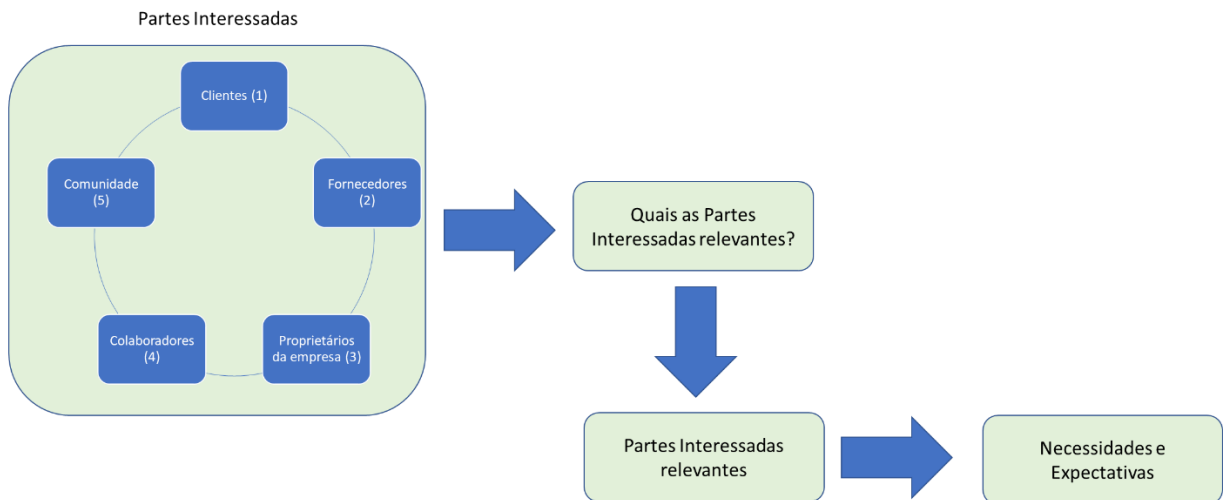 Partes Interessadas
Clientes (1)
Fornecedores
(2)
Proprietários
da empresa (3)
Colaboradores
(4)
Comunidade
(5)
Quais as Partes
Interessadas relevantes?
Partes Interessadas
relevantes
Necessidades e
Expectativas